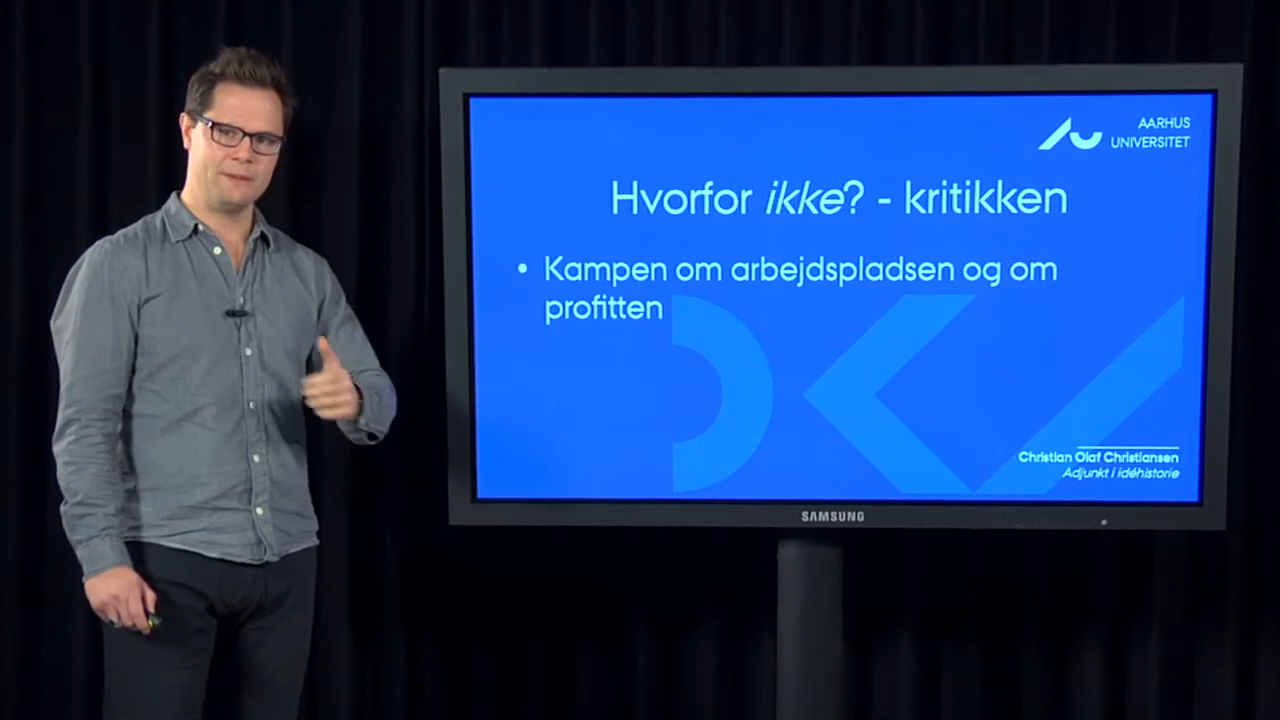 AARHUS
UNIVERSITET
Hvorfor ikke? - kritikken
• Kampen om arbejdspladsen og om
profitten
Christian Olaf Christiansen
Adjunkt i idéhistorie
SAMSUNG